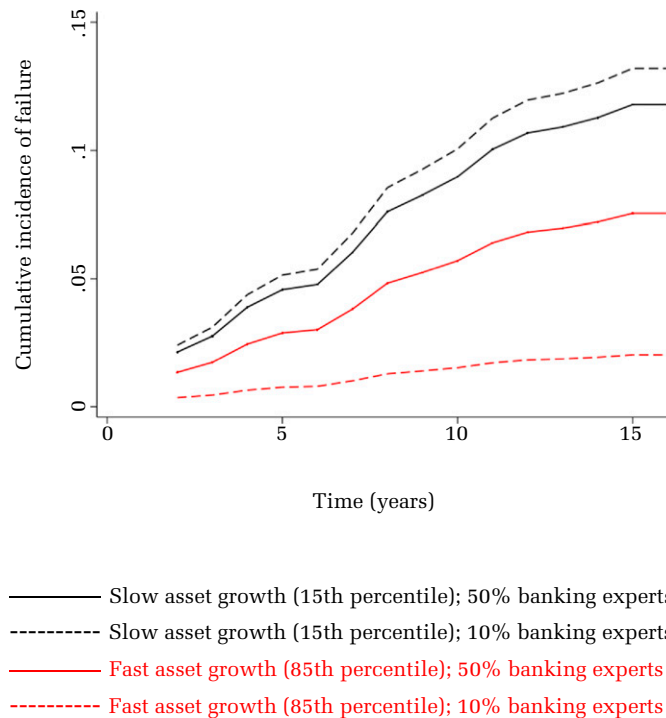 .15
.1
.05
0
Cumulative incidence of failure
0 5 10 15
Time (years)
Slow asset growth (15th percentile); 50% banking experts
Slow asset growth (15th percentile); 10% banking experts
Fast asset growth (85th percentile); 50% banking experts
Fast asset growth (85th percentile); 10% banking experts